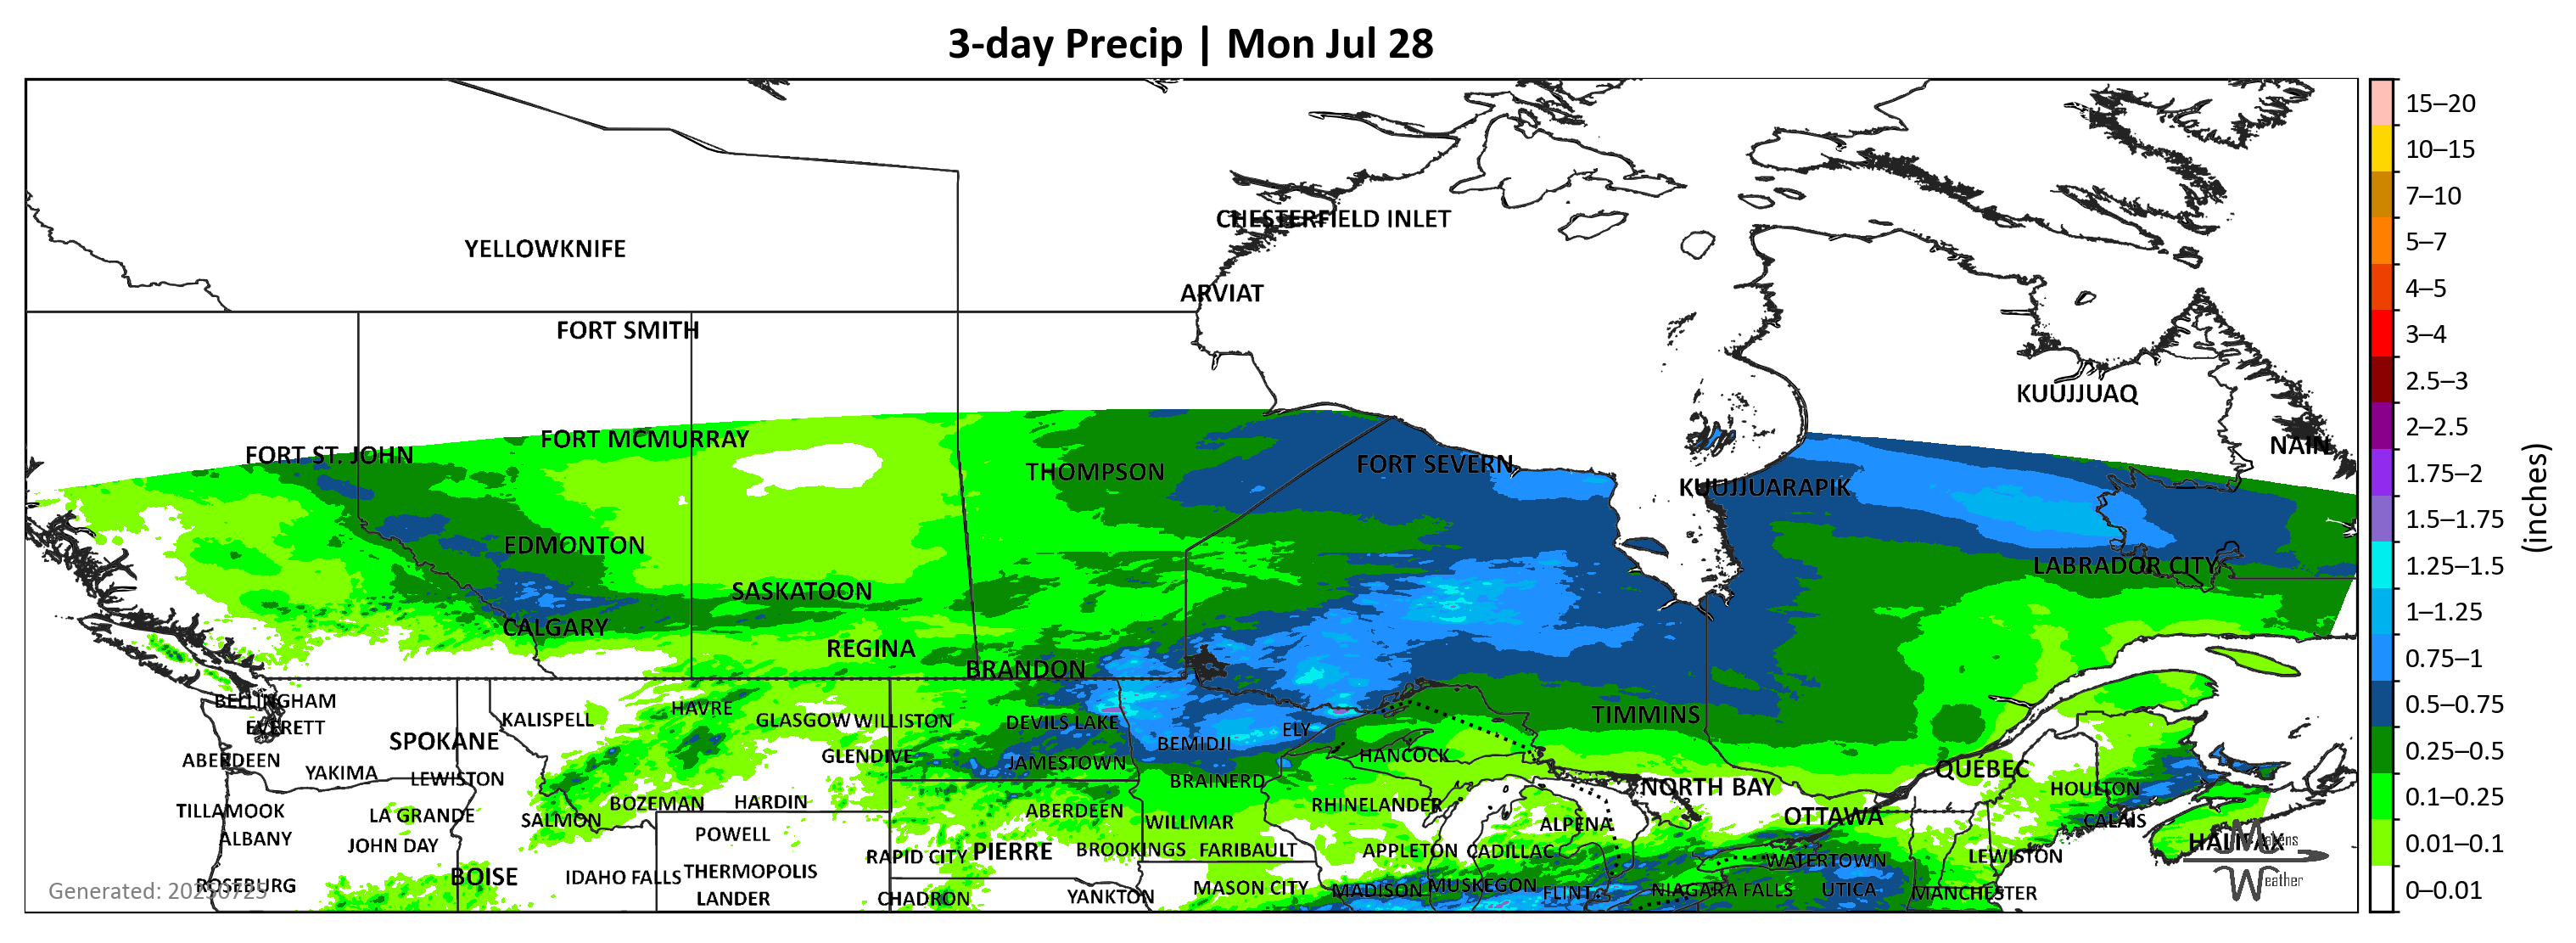 3-day Precip | Mon Jul 28
CHESTERFIELD INLET
YELLOWKNIFE
ARVIAT
FORT SMITH
KUUJJUAQ
NAIN
FORT MCMURRAY
FORT ST. JOHN
THOMPSON
FORT SEVERN
KUUJJUARAPIK
EDMONTON
LABRADOR CITY
SASKATOON
CALGARY
REGINA
BRANDON
BELLINGHAM
HAVRE
KALISPELL
GLASGOW WILLISTON
DEVILS LAKE
TIMMINS
EVERETT
ELY
SPOKANE
BEMIDJI
ABERDEEN
GLENDIVE
JAMESTOWN
HANCOCK
QUÉBEC
YAKIMA
LEWISTON
BRAINERD
NORTH BAY
HOULTON
TILLAMOOK
LA GRANDE
BOZEMAN
HARDIN
ABERDEEN
RHINELANDER
SALMON
WILLMAR
ALPENA
OTTAWA
CALAIS
ALBANY
JOHN DAY
POWELL
HALIFAX
RAPID CITY
PIERRE
BROOKINGS
FARIBAULT
APPLETON
CADILLAC
WATERTOWN
LEWISTON
BOISE
IDAHO FALLS
THERMOPOLIS
ROSEBURG
MASON CITY
MADISON
MUSKEGON
FLINT
NIAGARA FALLS
UTICA
MANCHESTER
LANDER
CHADRON
YANKTON
Generated: 20250725
Matens
Weather
15–20
10–15
7–10
5–7
4–5
3–4
2.5–3
2–2.5
1.75–2
1.5–1.75
1.25–1.5
1–1.25
0.75–1
0.5–0.75
0.25–0.5
0.1–0.25
0.01–0.1
0–0.01
(inches)